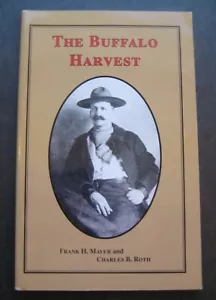 THE BUFFALO
HARVEST
FRANK H. MAYER and
CHARLES B. ROTH